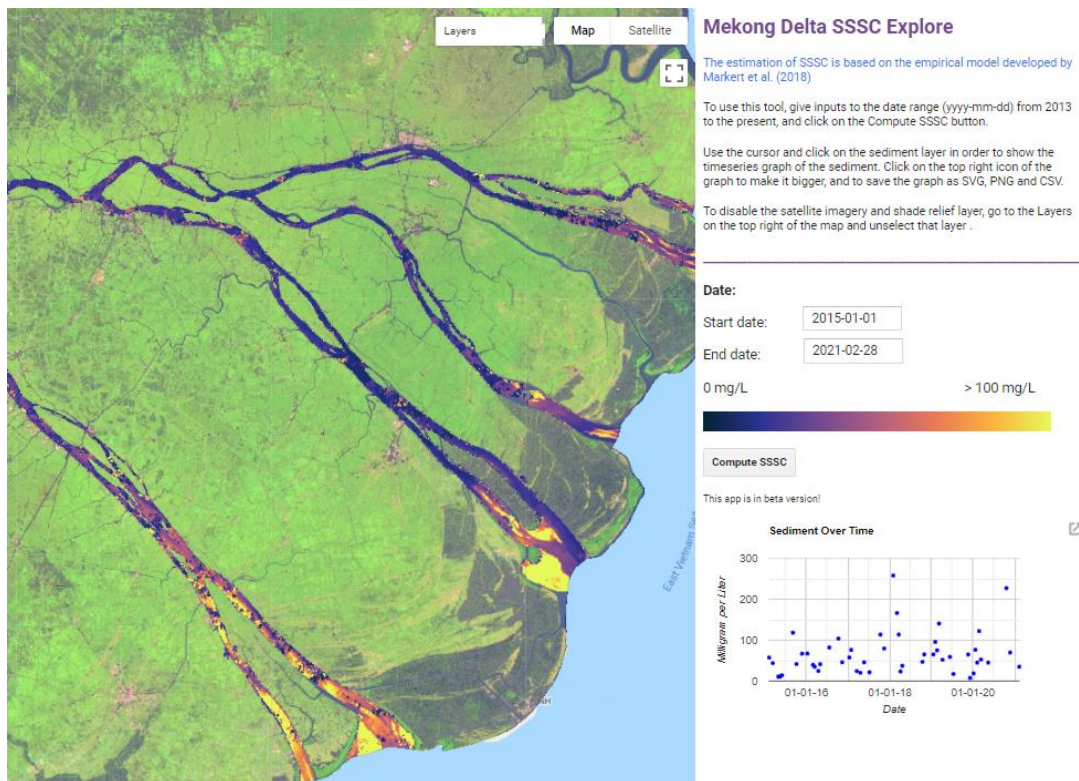 Layers
Map
Satellite
East Vietnam Sea
Mekong Delta SSSC Explore
The estimation of SSSC is based on the empirical model developed by
Markert et al. (2018)
To use this tool, give inputs to the date range (yyyy-mm-dd) from 2013
to the present, and click on the Compute SSSC button.
Use the cursor and click on the sediment layer in order to show the
timeseries graph of the sediment. Click on the top right icon of the
graph to make it bigger, and to save the graph as SVG, PNG and CSV.
To disable the satellite imagery and shade relief layer, go to the Layers
on the top right of the map and unselect that layer .
Date:
Start date:
2015-01-01
End date:
2021-02-28
0 mg/L
> 100 mg/L
Compute SSSC
This app is in beta version!
Sediment Over Time
Milligram per Liter
300
200
100
0
01-01-16
01-01-18
01-01-20
Date